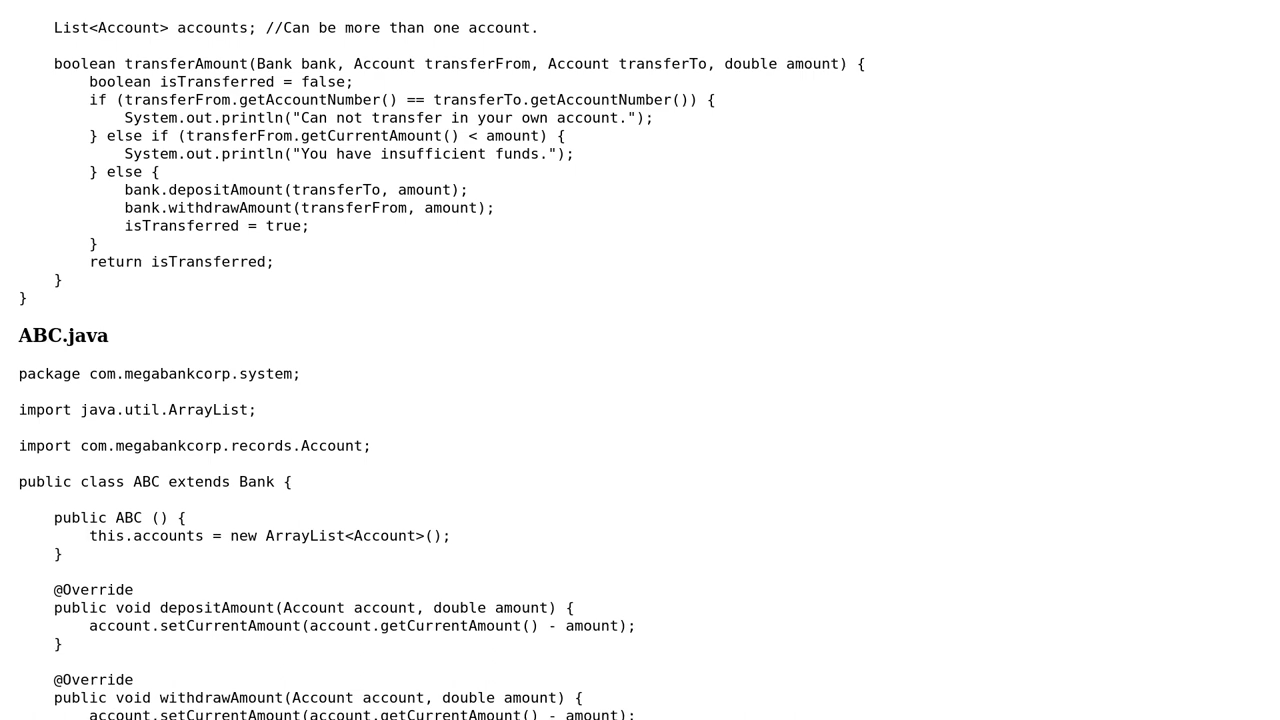 List<Account> accounts; //Can be more than one account.
boolean transferAmount(Bank bank, Account transferFrom, Account transferTo, double amount) {
boolean isTransferred = false;
if (transferFrom.getAccountNumber() == transferTo.getAccountNumber()) {
System.out.println("Can not transfer in your own account.");
} else if (transferFrom.getCurrentAmount() < amount) {
System.out.println("You have insufficient funds.");
} else {
bank.depositAmount(transferTo, amount);
bank.withdrawAmount(transferFrom, amount);
isTransferred = true;
}
return isTransferred;
}
}
ABC.java
package com.megabankcorp.system;
import java.util.ArrayList;
import com.megabankcorp.records.Account;
public class ABC extends Bank {
public ABC () {
this.accounts = new ArrayList<Account>();
}
@Override
public void depositAmount(Account account, double amount) {
account.setCurrentAmount(account.getCurrentAmount() - amount);
}
@Override
public void withdrawAmount(Account account, double amount) {
account.setCurrentAmount(account.getCurrentAmount() - amount);